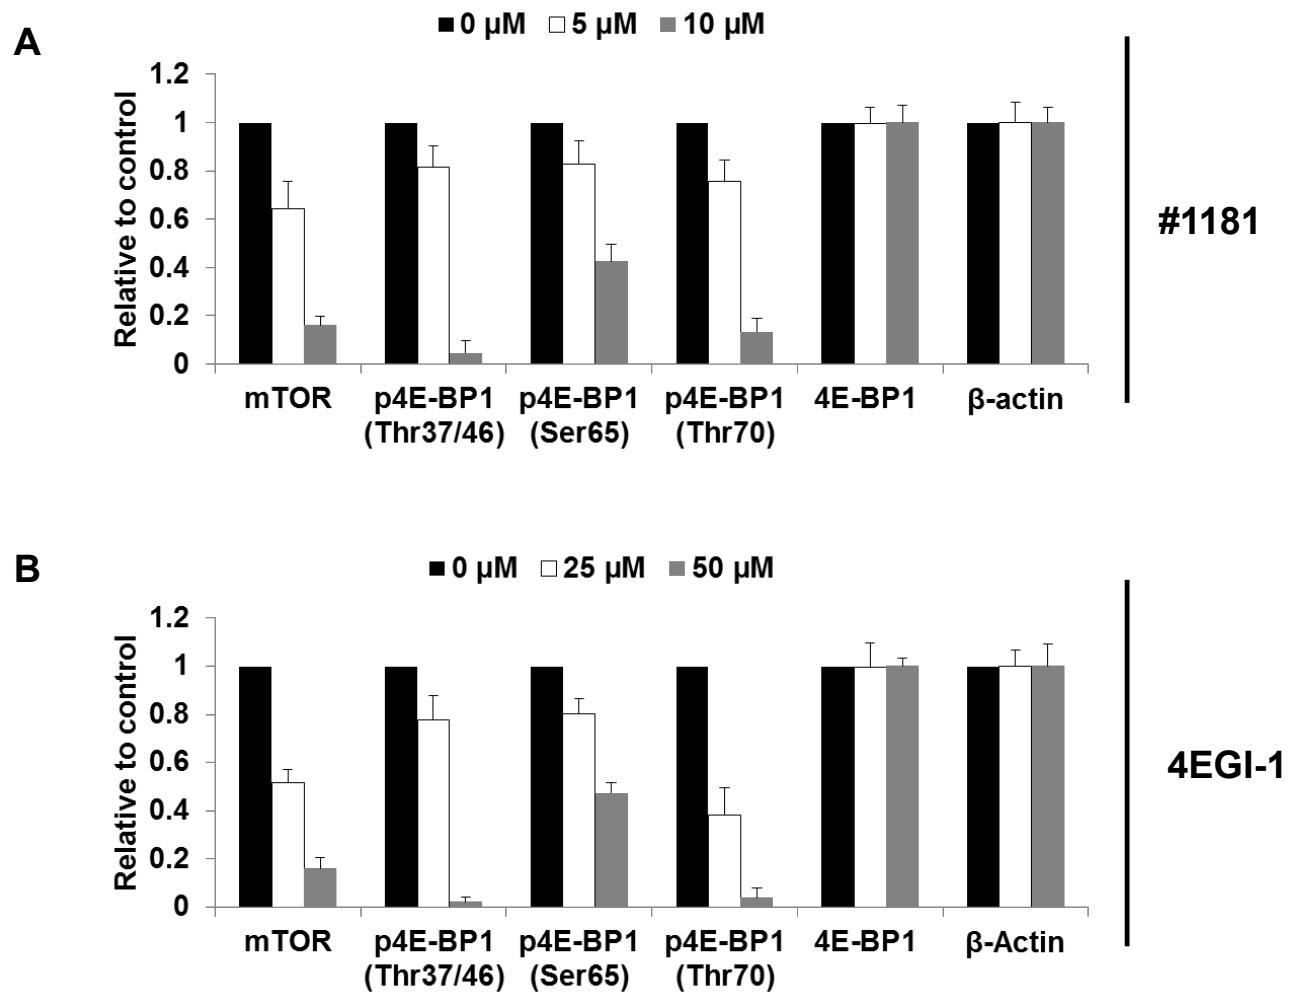 A
0 µM 5 µM 10 µM
Relative to control
1.2
1
0.8
0.6
0.4
0.2
0
mTOR p4E-BP1 p4E-BP1 p4E-BP1 4E-BP1 β-actin
(Thr37/46) (Ser65) (Thr70)
#1181
B
0 µM 25 µM 50 µM
Relative to control
1.2
1
0.8
0.6
0.4
0.2
0
mTOR p4E-BP1 p4E-BP1 p4E-BP1 4E-BP1 β-Actin
(Thr37/46) (Ser65) (Thr70)
4EGI-1